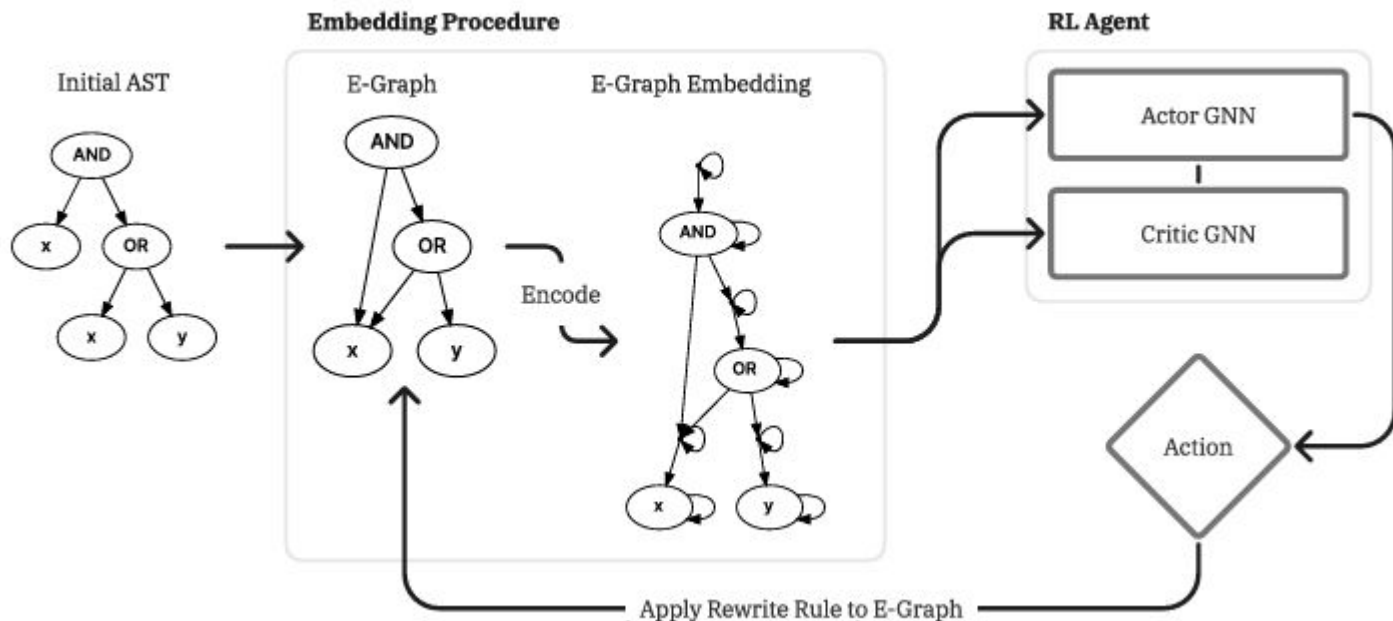 Embedding Procedure
RL Agent
Initial AST
E-Graph
E-Graph Embedding
AND
x
OR
x
y
AND
OR
x
y
Encode
AND
OR
x
y
Actor GNN
Critic GNN
Action
Apply Rewrite Rule to E-Graph